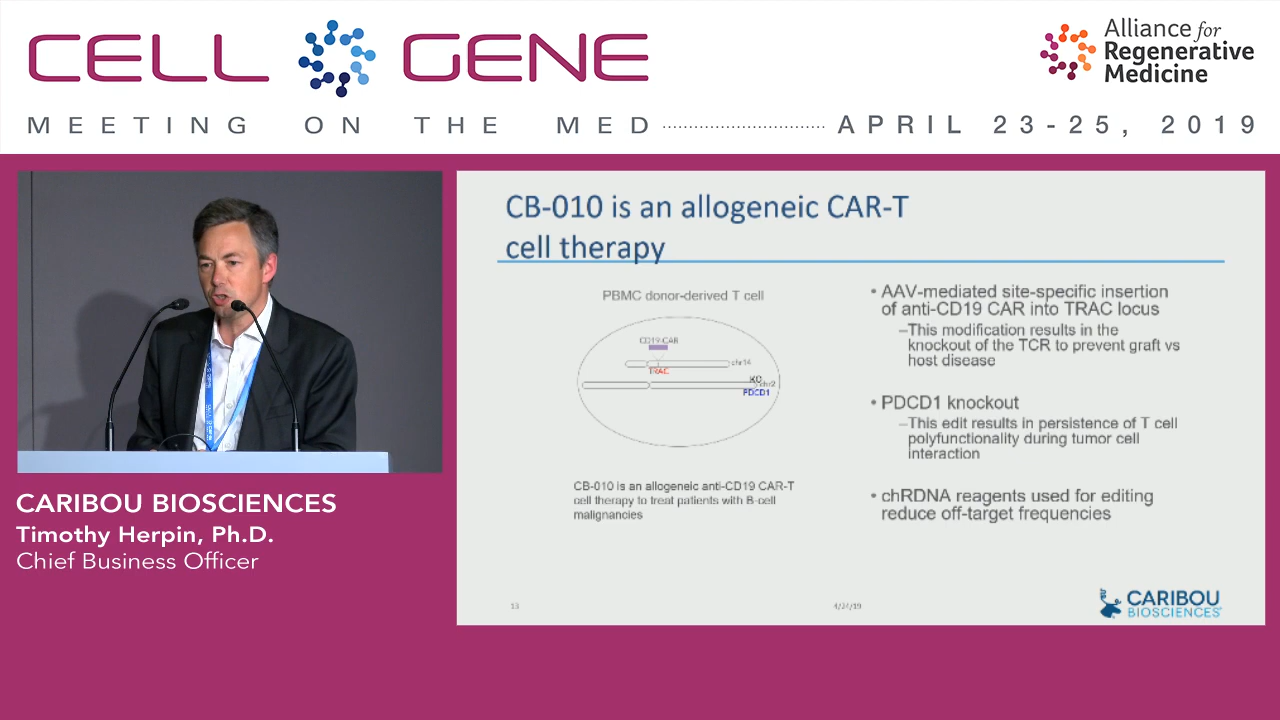 CELL GENE
Alliance for
Regenerative
Medicine
MEETING ON THE MED APRIL 23-25, 2019
CB-010 is an allogeneic CAR-T
cell therapy
PBMC donor-derived T cell
CD19-CAR
chr14
TRAC
KO
chr2
PDCD1
CB-010 is an allogeneic anti-CD19 CAR-T
cell therapy to treat patients with B-cell
malignancies
• AAV-mediated site-specific insertion
of anti-CD19 CAR into TRAC locus
–This modification results in the
knockout of the TCR to prevent graft vs
host disease
• PDCD1 knockout
–This edit results in persistence of T cell
polyfunctionality during tumor cell
interaction
• chRDNA reagents used for editing
reduce off-target frequencies
13
4/24/19
CARIBOU
BIOSCIENCES
CARIBOU BIOSCIENCES
Timothy Herpin, Ph.D.
Chief Business Officer